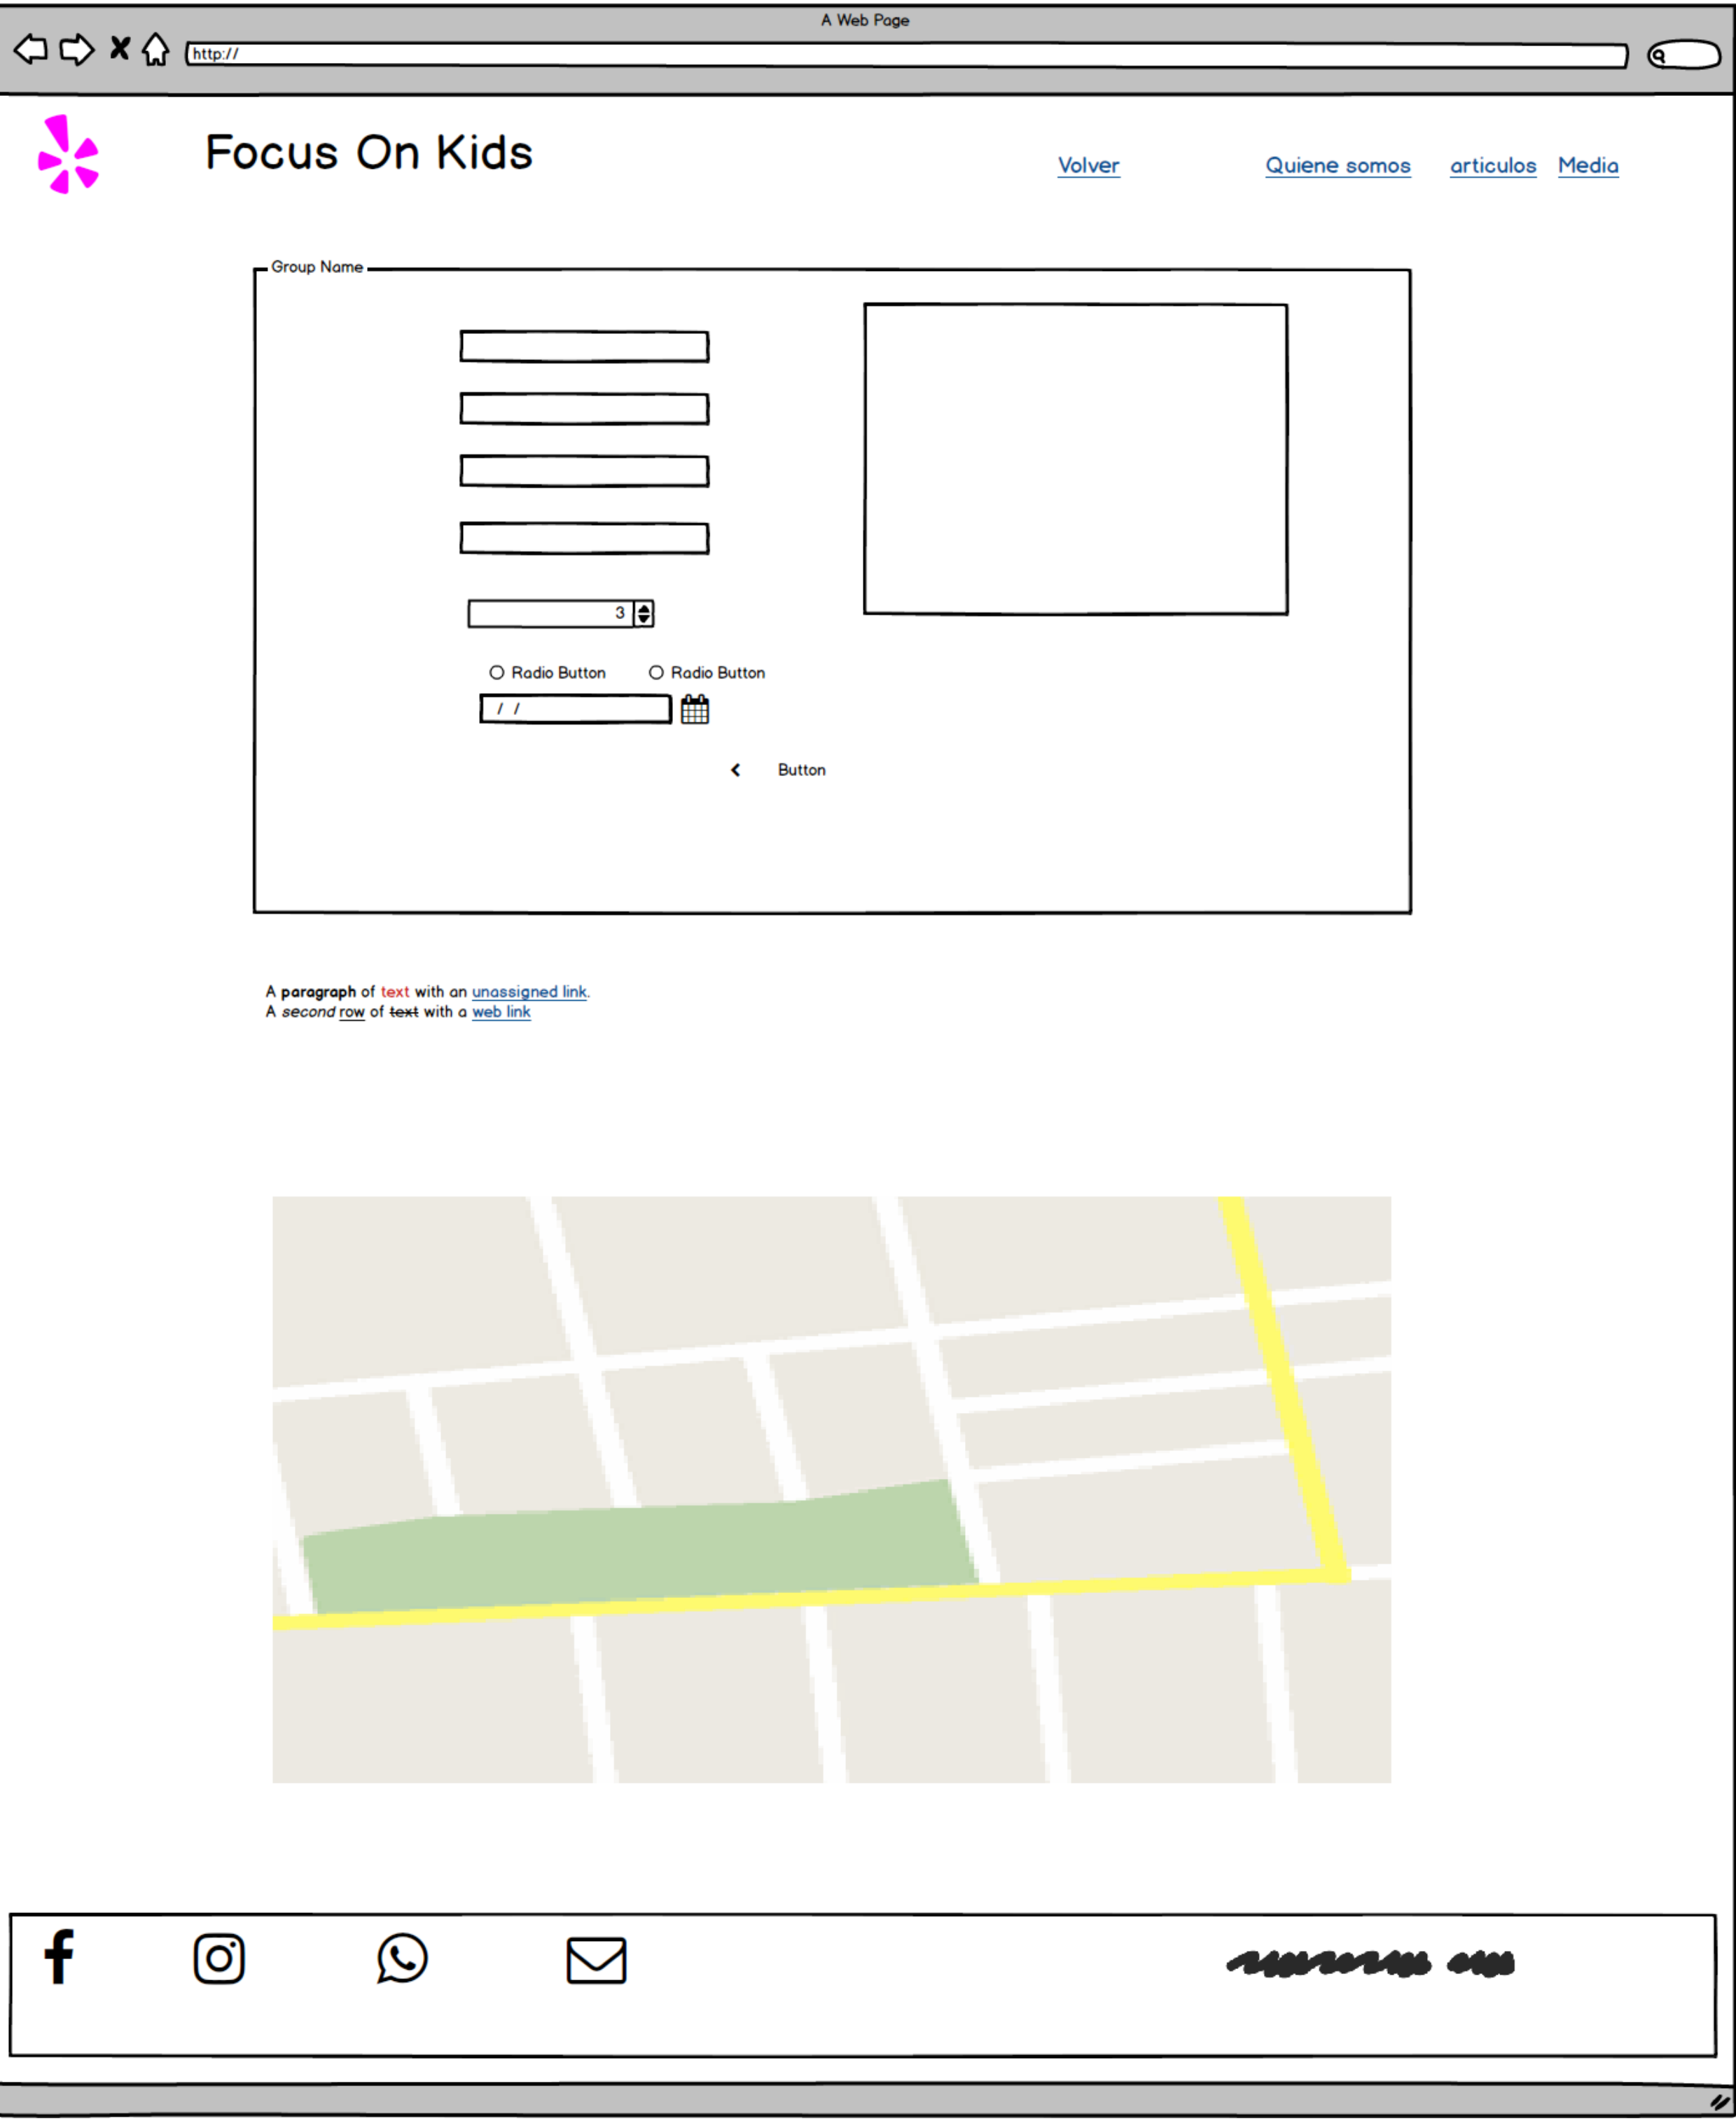 A Web Page
http://
Focus On Kids
Volver Quiene somos articulos Media
Group Name
3
Radio Button Radio Button
/ /
Button
A paragraph of text with an unassigned link.
A second row of text with a web link